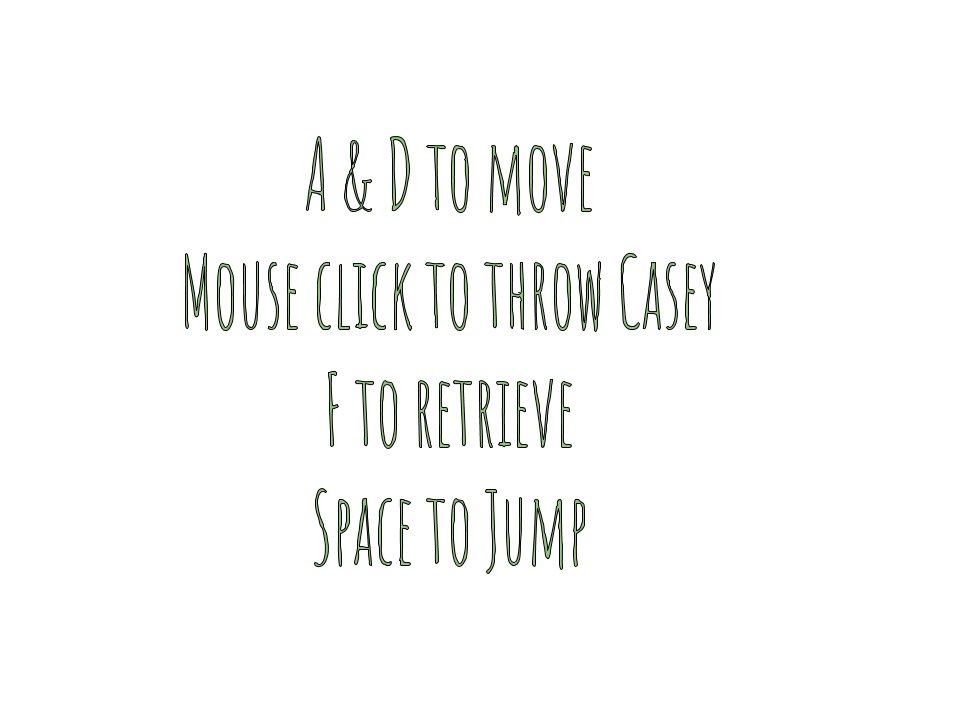 A & D to move
Mouse click to throw Casey
F to retrieve
Space to Jump